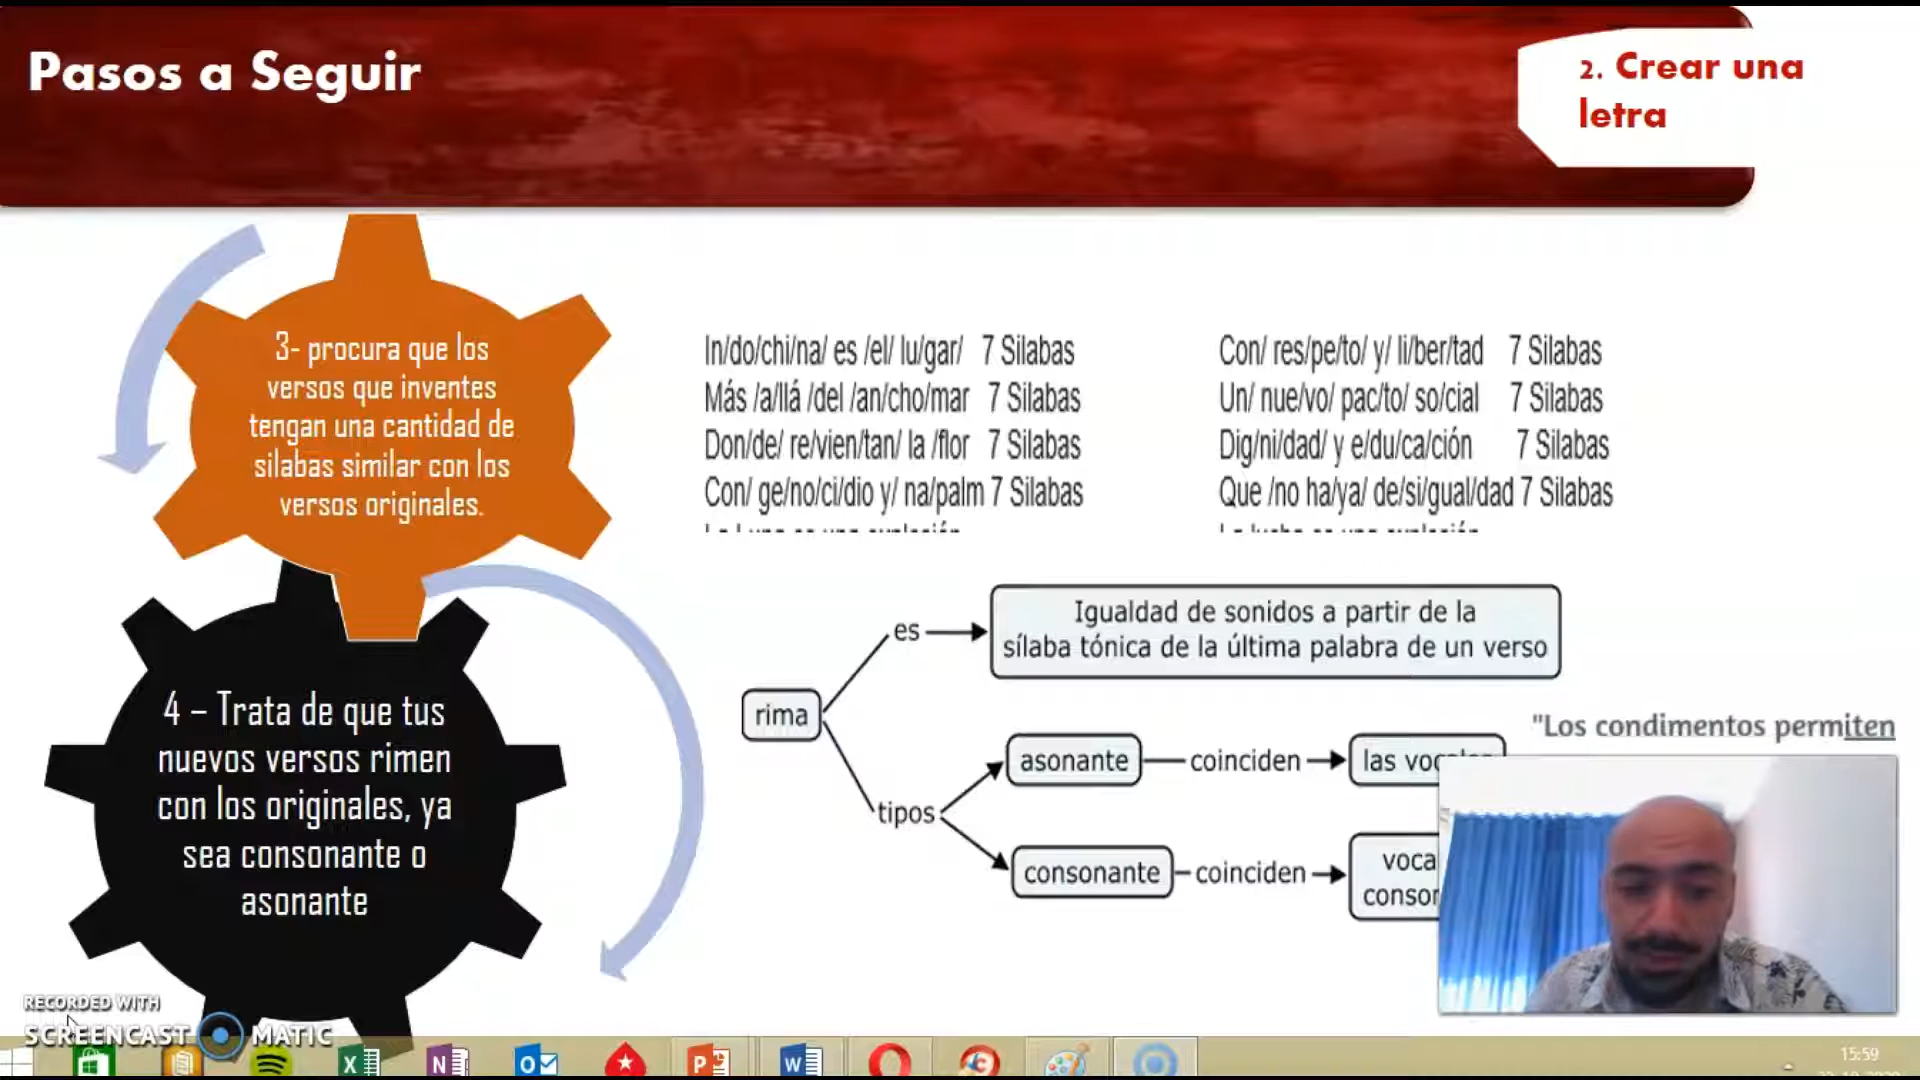 Pasos a Seguir
2. Crear una
letra
3- procura que los
versos que inventes
tengan una cantidad de
silabas similar con los
versos originales.
4 – Trata de que tus
nuevos versos rimen
con los originales, ya
sea consonante o
asonante
In/do/chi/na/ es /el/ lu/gar/ 7 Silabas
Más /a/llá /del /an/cho/mar 7 Silabas
Don/de/ re/vien/tan/ la /flor 7 Silabas
Con/ ge/no/ci/dio y/ na/palm 7 Silabas
Con/ res/pe/to/ y/ li/ber/tad 7 Silabas
Un/ nue/vo/ pac/to/ so/cial 7 Silabas
Dig/ni/dad/ y e/du/ca/ción 7 Silabas
Que /no ha/ya/ de/si/gual/dad 7 Silabas
rima
es
Igualdad de sonidos a partir de la
sílaba tónica de la última palabra de un verso
tipos
asonante
coinciden
las
consonante
coinciden
"Los condimentos permiten
RECORDED WITH
SCREENCAST MATIC
15:59